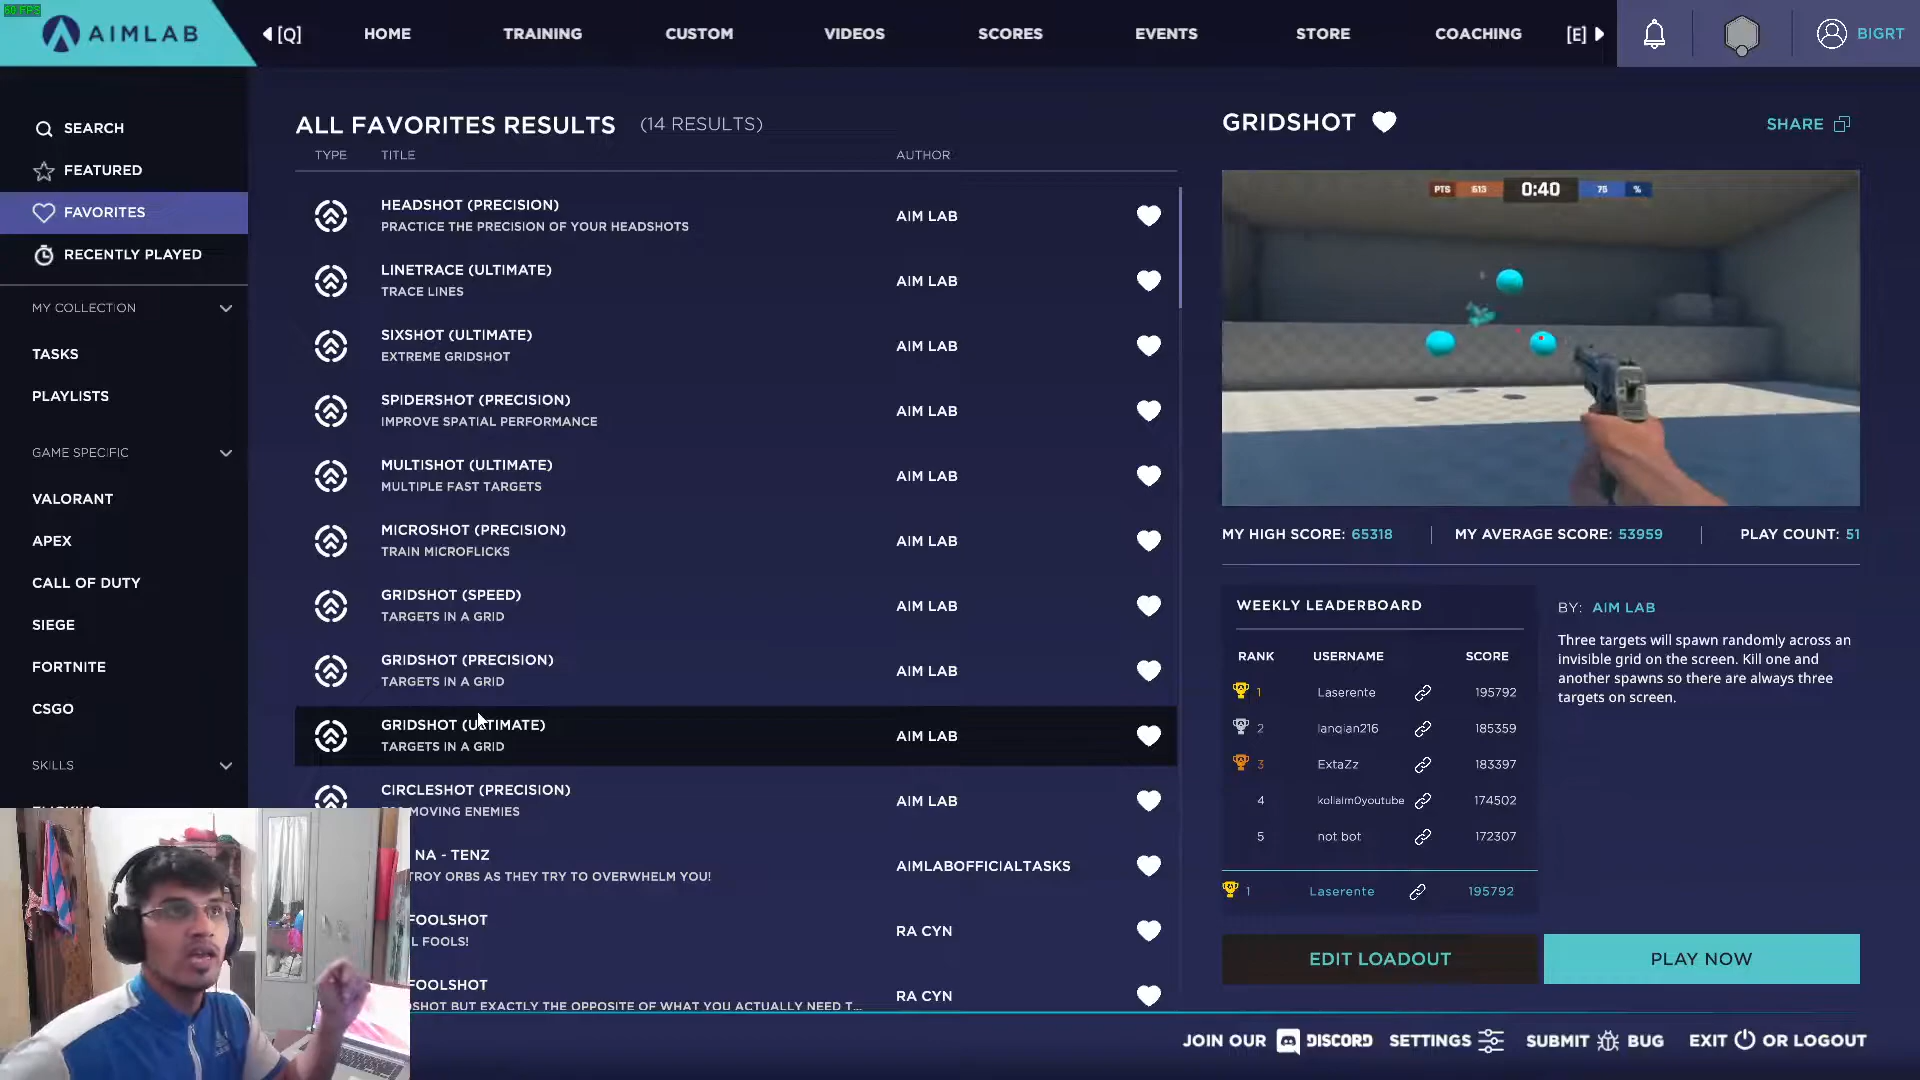 60 FPS
AIMLAB
[Q]
HOME
TRAINING
CUSTOM
VIDEOS
SCORES
EVENTS
STORE
COACHING
[E]
BIGRT
SEARCH
FEATURED
FAVORITES
RECENTLY PLAYED
MY COLLECTION
TASKS
PLAYLISTS
GAME SPECIFIC
VALORANT
APEX
CALL OF DUTY
SIEGE
FORTNITE
CSGO
SKILLS
ALL FAVORITES RESULTS (14 RESULTS)
TYPE TITLE AUTHOR
HEADSHOT (PRECISION)
PRACTICE THE PRECISION OF YOUR HEADSHOTS
AIM LAB
LINETRACE (ULTIMATE)
TRACE LINES
AIM LAB
SIXSHOT (ULTIMATE)
EXTREME GRIDSHOT
AIM LAB
SPIDERSHOT (PRECISION)
IMPROVE SPATIAL PERFORMANCE
AIM LAB
MULTISHOT (ULTIMATE)
MULTIPLE FAST TARGETS
AIM LAB
MICROSHOT (PRECISION)
TRAIN MICROFLICKS
AIM LAB
GRIDSHOT (SPEED)
TARGETS IN A GRID
AIM LAB
GRIDSHOT (PRECISION)
TARGETS IN A GRID
AIM LAB
GRIDSHOT (ULTIMATE)
TARGETS IN A GRID
AIM LAB
CIRCLESHOT (PRECISION)
MOVING ENEMIES
AIM LAB
NA - TENZ
TROY ORBS AS THEY TRY TO OVERWHELM YOU!
AIMLABOFFICIALTASKS
FOOLSHOT
L FOOLS!
RA CYN
FOOLSHOT
DSHOT BUT EXACTLY THE OPPOSITE OF WHAT YOU ACTUALLY NEED T...
RA CYN
GRIDSHOT
SHARE
PTS 613 0:40 75 %
MY HIGH SCORE: 65318
MY AVERAGE SCORE: 53959
PLAY COUNT: 51
WEEKLY LEADERBOARD
RANK USERNAME SCORE
1 Laserente 195792
2 lanqian216 185359
3 ExtaZz 183397
4 kollaim0youtube 174502
5 not bot 172307
1 Laserente 195792
BY: AIM LAB
Three targets will spawn randomly across an
invisible grid on the screen. Kill one and
another spawns so there are always three
targets on screen.
EDIT LOADOUT
PLAY NOW
JOIN OUR DISCORD
SETTINGS
SUBMIT BUG
EXIT OR LOGOUT